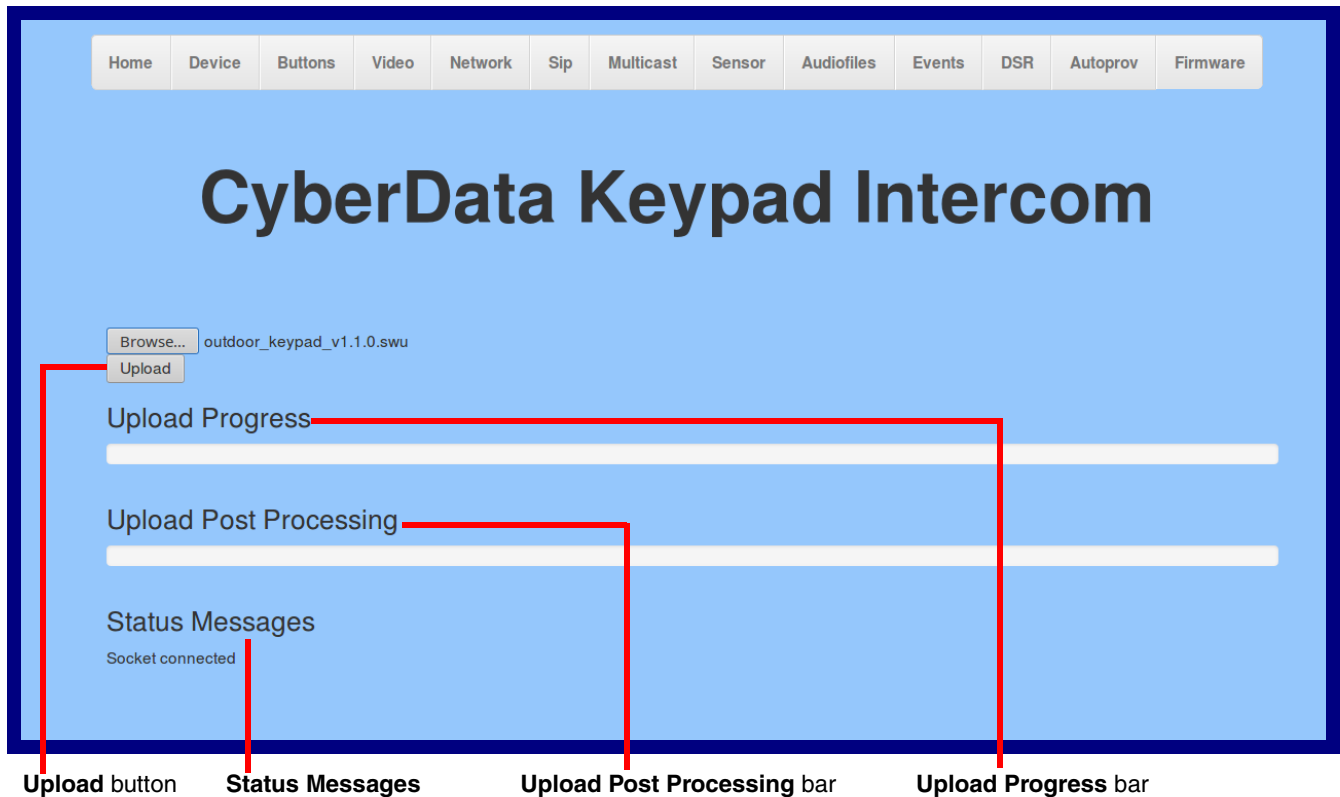 Home Device Buttons Video Network Sip Multicast Sensor Audiofiles Events DSR Autoprov Firmware
CyberData Keypad Intercom
Browse... outdoor_keypad_v1.1.0.swu
Upload
Upload Progress
Upload Post Processing
Status Messages
Socket connected
Upload button Status Messages Upload Post Processing bar Upload Progress bar